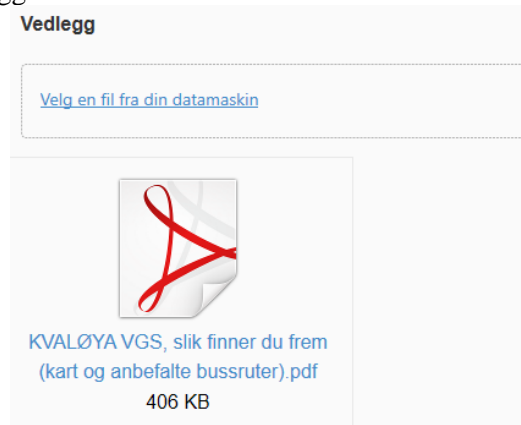 Vedlegg
Velg en fil fra din datamaskin
KVALØYA VGS, slik finner du frem
(kart og anbefalte bussruter).pdf
406 KB